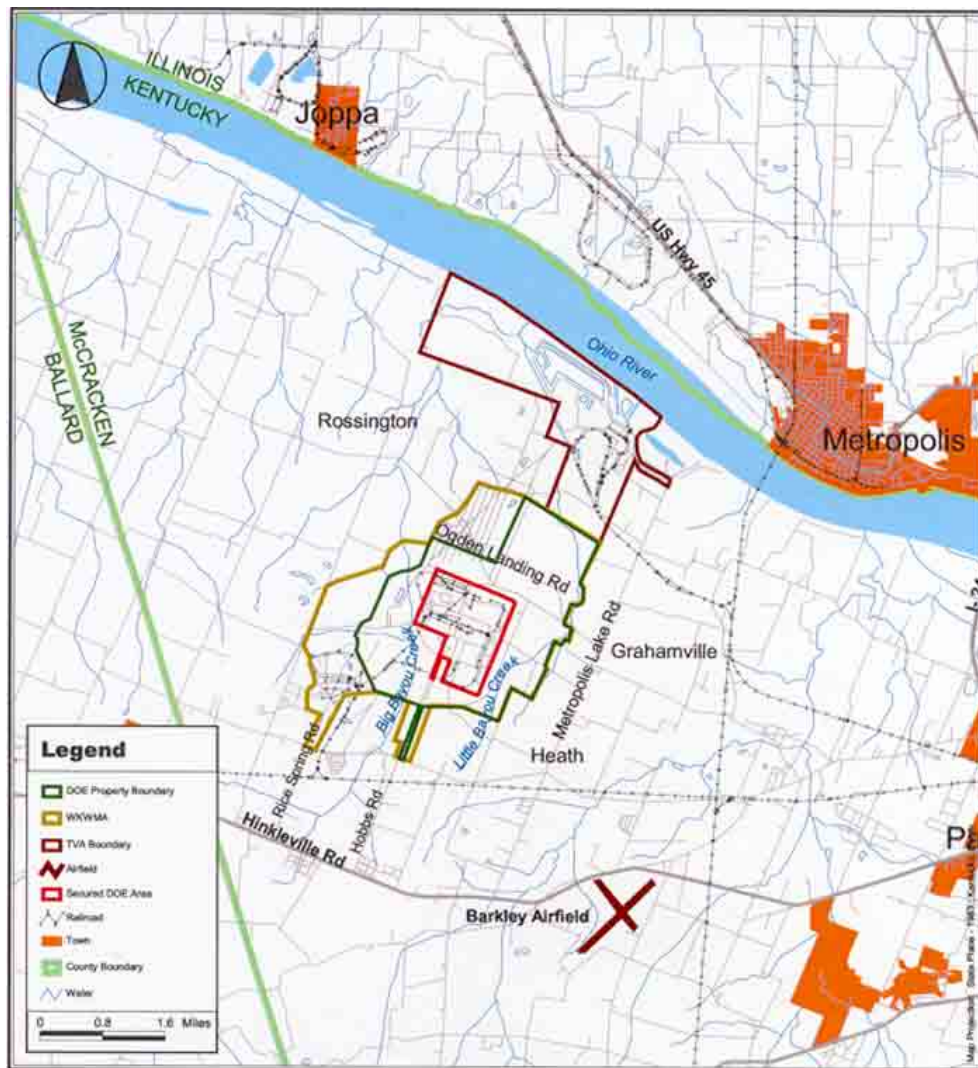 ILLINOIS
KENTUCKY
Joppa
US Hwy 45
McCRACKEN
BALLARD
Ohio River
Rossington
Metropolis
Ogden Landing Rd
Metropolis Lake Rd
Grahamville
Big Bayou Creek
Little Bayou Creek
Heath
Rice Spring Rd
Hobbs Rd
Hinkleville Rd
Barkley Airfield
P
I-24
Legend
DOE Property Boundary
WKWMA
TVA Boundary
Airfield
Secured DOE Area
Railroad
Town
County Boundary
Water
0 0.8 1.6 Miles